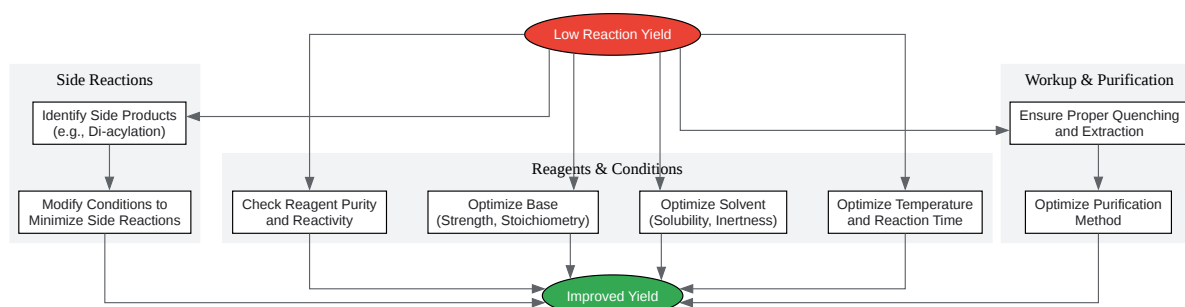 Low Reaction Yield
Side Reactions
Identify Side Products
(e.g., Di-acylation)
Modify Conditions to
Minimize Side Reactions
Reagents & Conditions
Check Reagent Purity
and Reactivity
Optimize Base
(Strength, Stoichiometry)
Optimize Solvent
(Solubility, Inertness)
Optimize Temperature
and Reaction Time
Workup & Purification
Ensure Proper Quenching
and Extraction
Optimize Purification
Method
Improved Yield